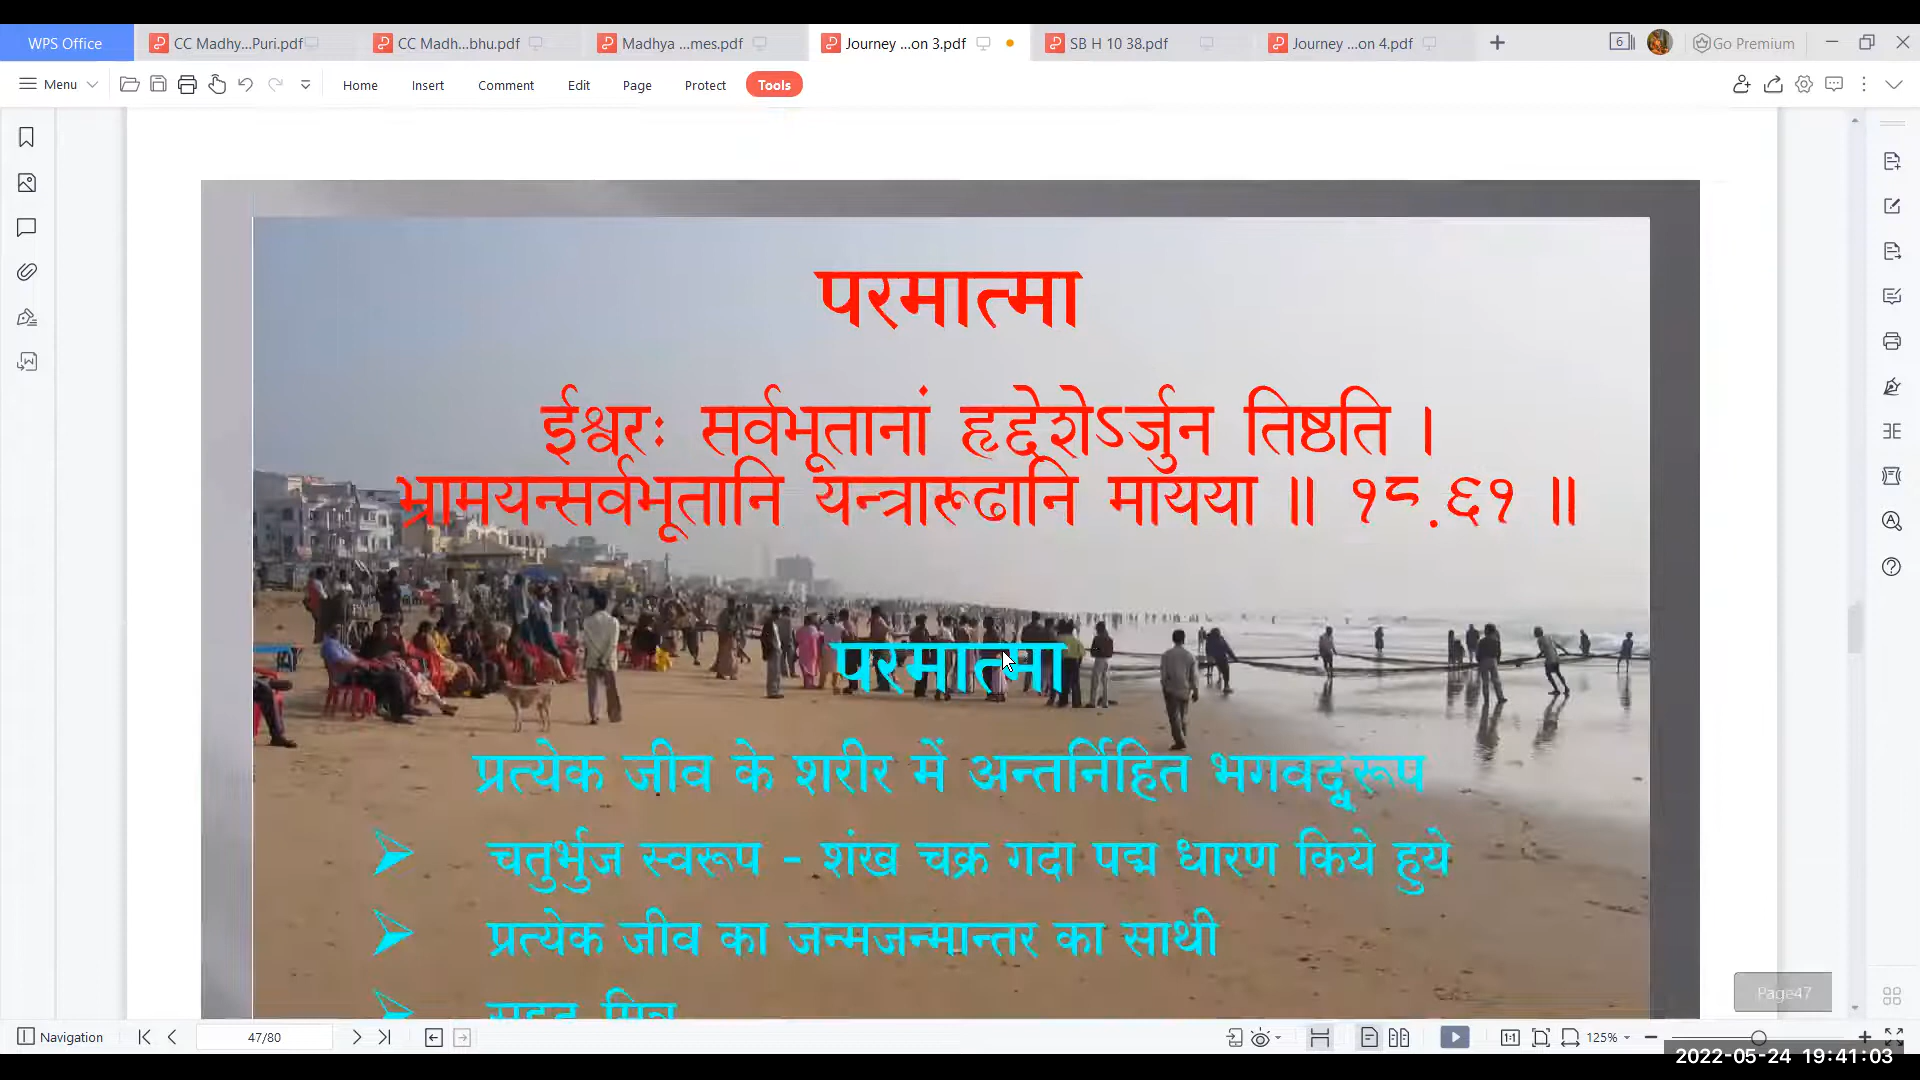 WPS Office
CC Madhy...Puri.pdf
CC Madh...bhu.pdf
Madhya ...mes.pdf
Journey ...on 3.pdf
SB H 10 38.pdf
Journey ...on 4.pdf
6
Go Premium
Menu
Home
Insert
Comment
Edit
Page
Protect
Tools
परमात्मा
ईश्वरः सर्वभूतानां हृद्देशेऽर्जुन तिष्ठति ।
भ्रामयन्सर्वभूतानि यन्त्रारूढानि मायया ॥ १८.६१ ॥
परमात्मा
प्रत्येक जीव के शरीर में अन्तर्निहित
चतुर्भुज स्वरूप - शंख चक्र गदा पद्म धारण किये हुये
प्रत्येक जीव का जन्मजन्मान्तर का साथी
Page47
Navigation
47/80
1:1
125%
2022-05-24 19:41:03